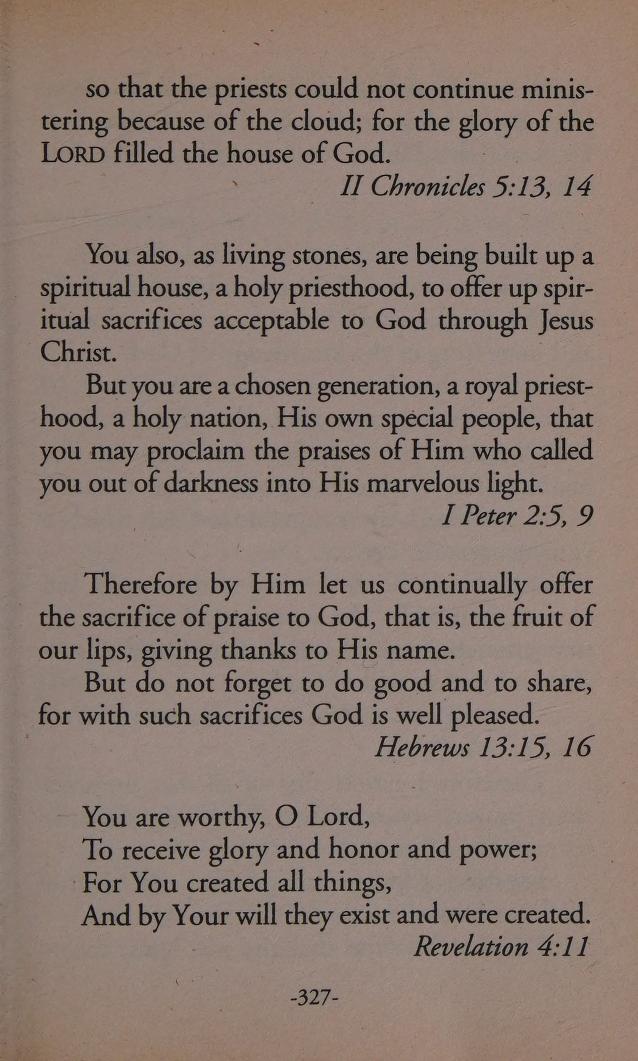 so that the priests could not continue minis-
tering because of the cloud; for the glory of the
LORD filled the house of God.
II Chronicles 5:13, 14
You also, as living stones, are being built up a
spiritual house, a holy priesthood, to offer up spir-
itual sacrifices acceptable to God through Jesus
Christ.
But you are a chosen generation, a royal priest-
hood, a holy nation, His own special people, that
you may proclaim the praises of Him who called
you out of darkness into His marvelous light.
I Peter 2:5, 9
Therefore by Him let us continually offer
the sacrifice of praise to God, that is, the fruit of
our lips, giving thanks to His name.
But do not forget to do good and to share,
for with such sacrifices God is well pleased.
Hebrews 13:15, 16
You are worthy, O Lord,
To receive glory and honor and power;
For You created all things,
And by Your will they exist and were created.
Revelation 4:11
-327-